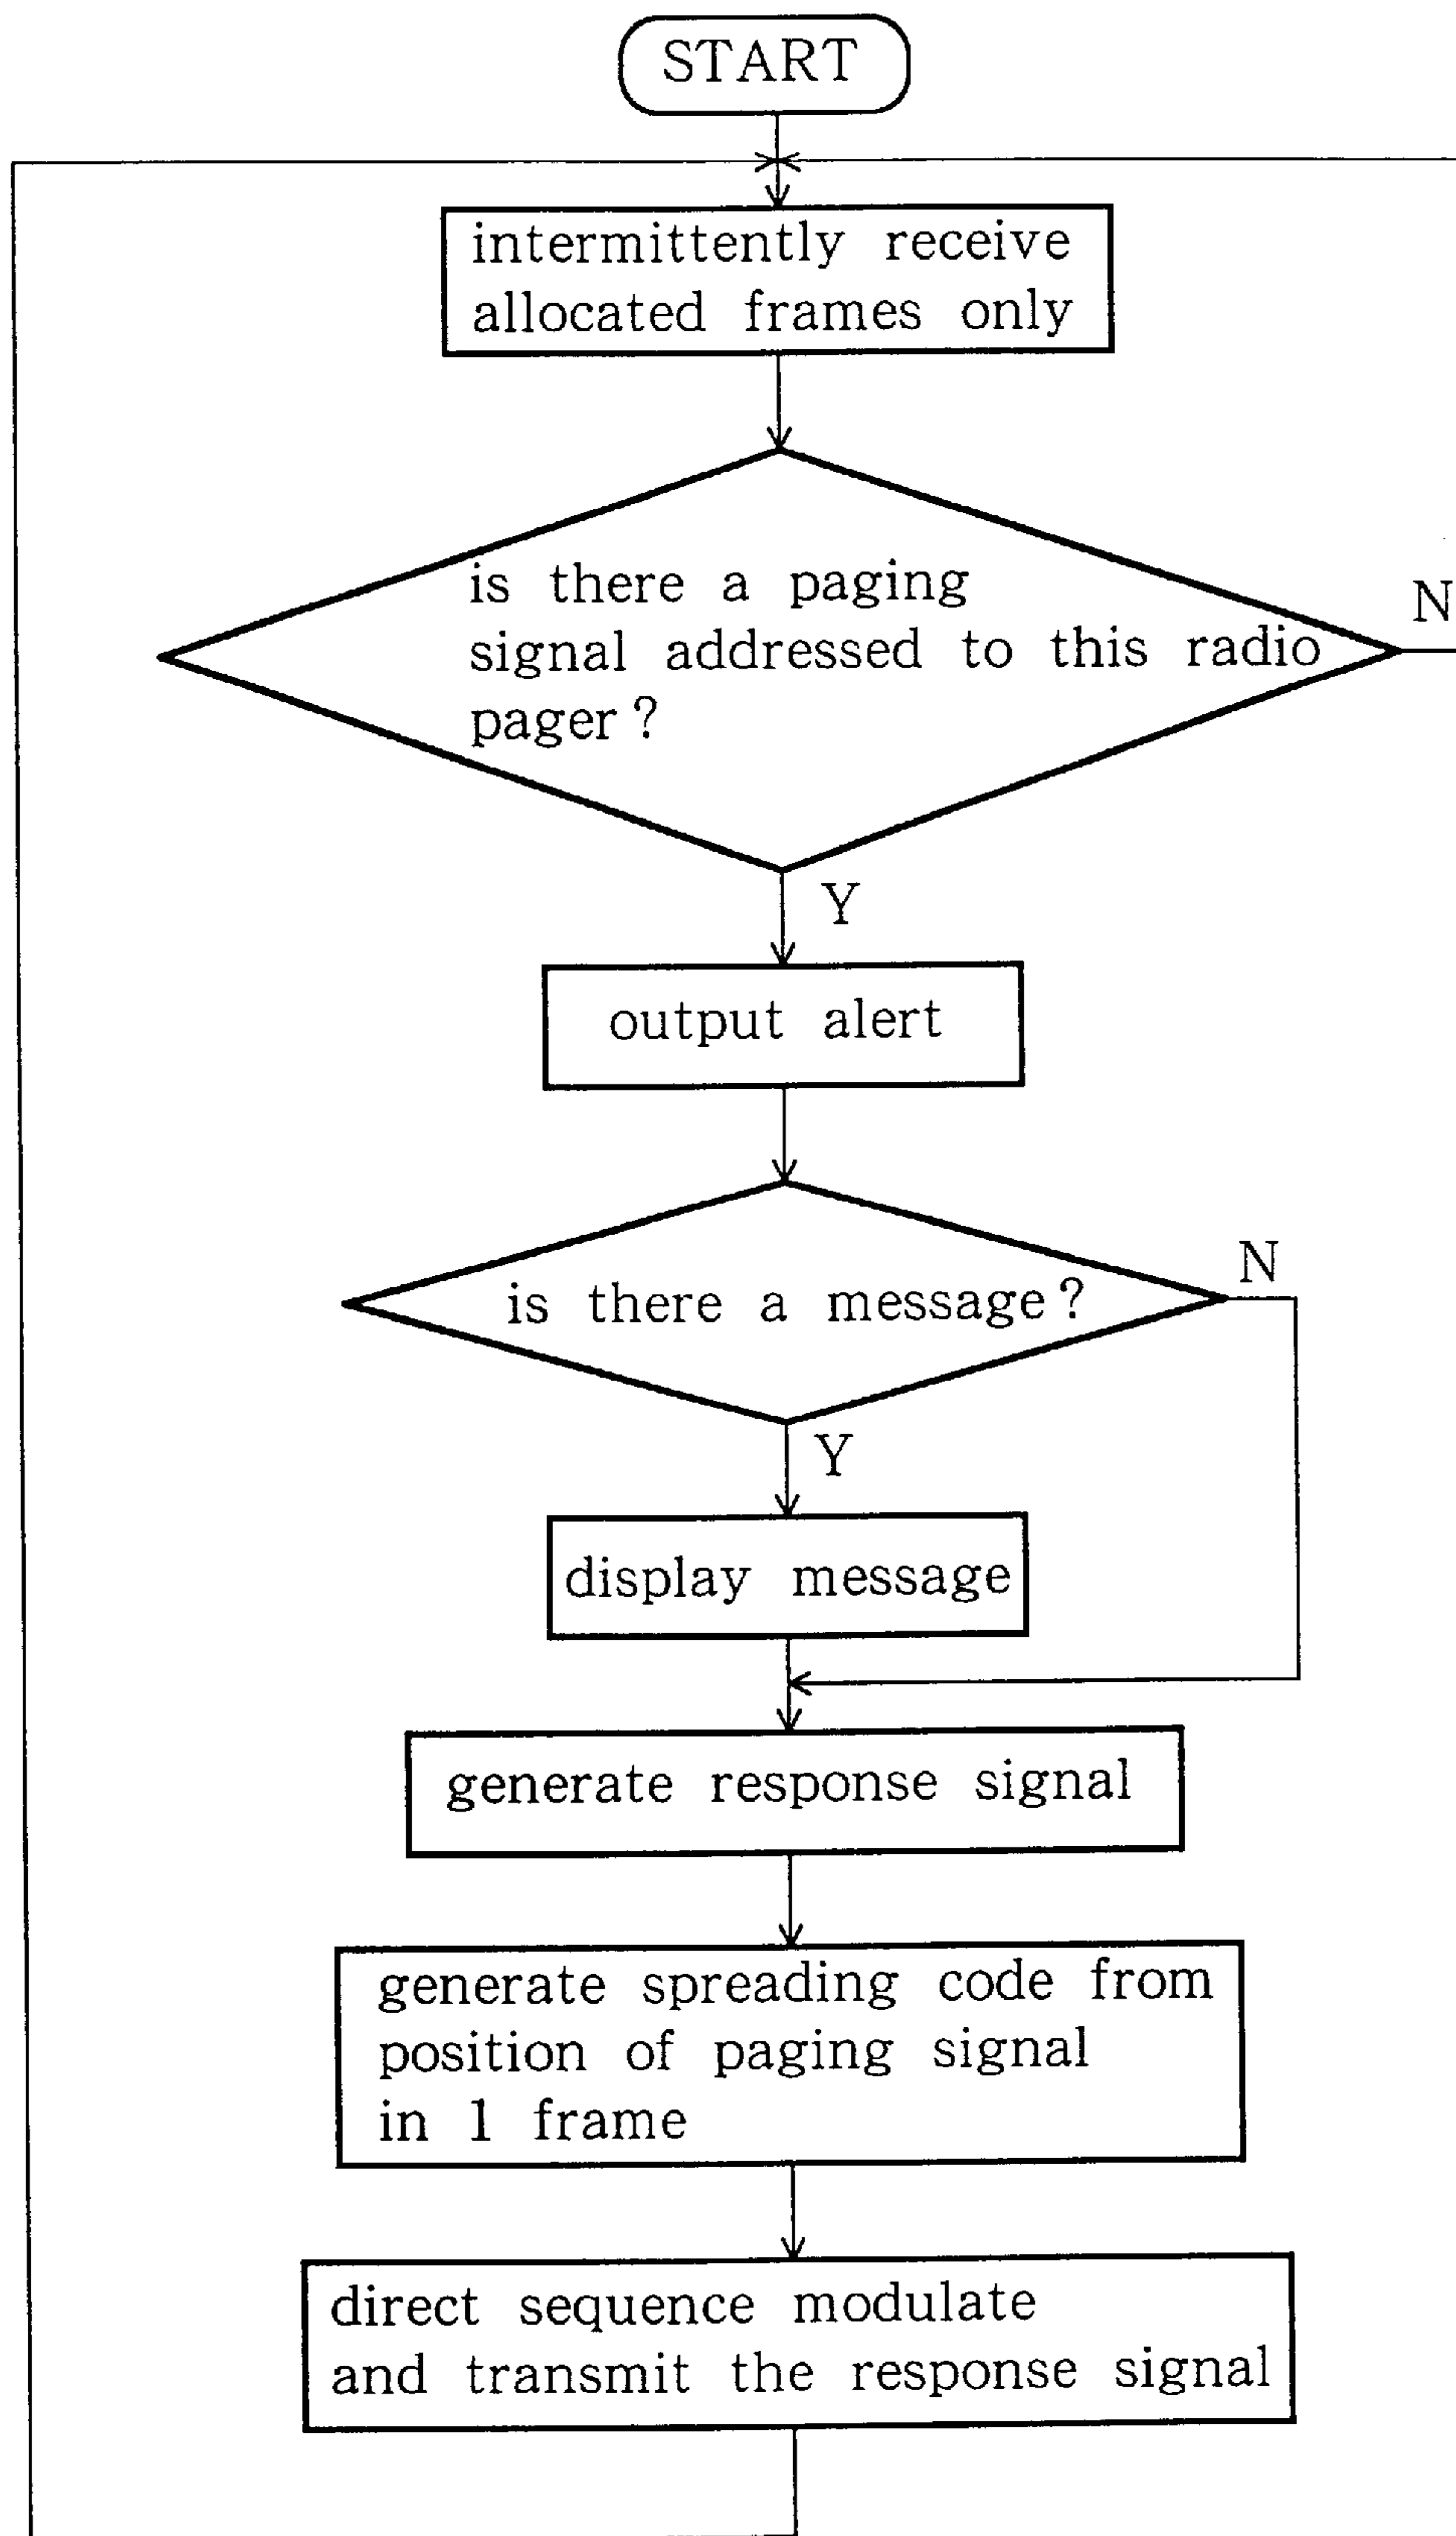 START
intermittently receive
allocated frames only
is there a paging
signal addressed to this radio
pager?
N
Y
output alert
is there a message?
N
Y
display message
generate response signal
generate spreading code from
position of paging signal
in 1 frame
direct sequence modulate
and transmit the response signal